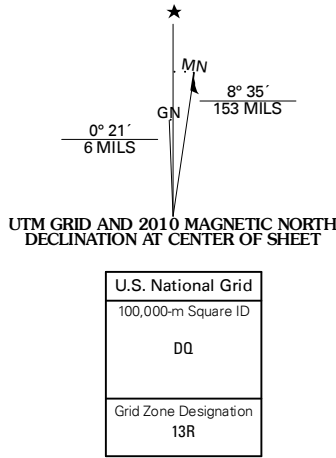 MN
GN
8° 35´
153 MILS
0° 21´
6 MILS
UTM GRID AND 2010 MAGNETIC NORTH
DECLINATION AT CENTER OF SHEET
U.S. National Grid
100,000-m Square ID
DQ
Grid Zone Designation
13R